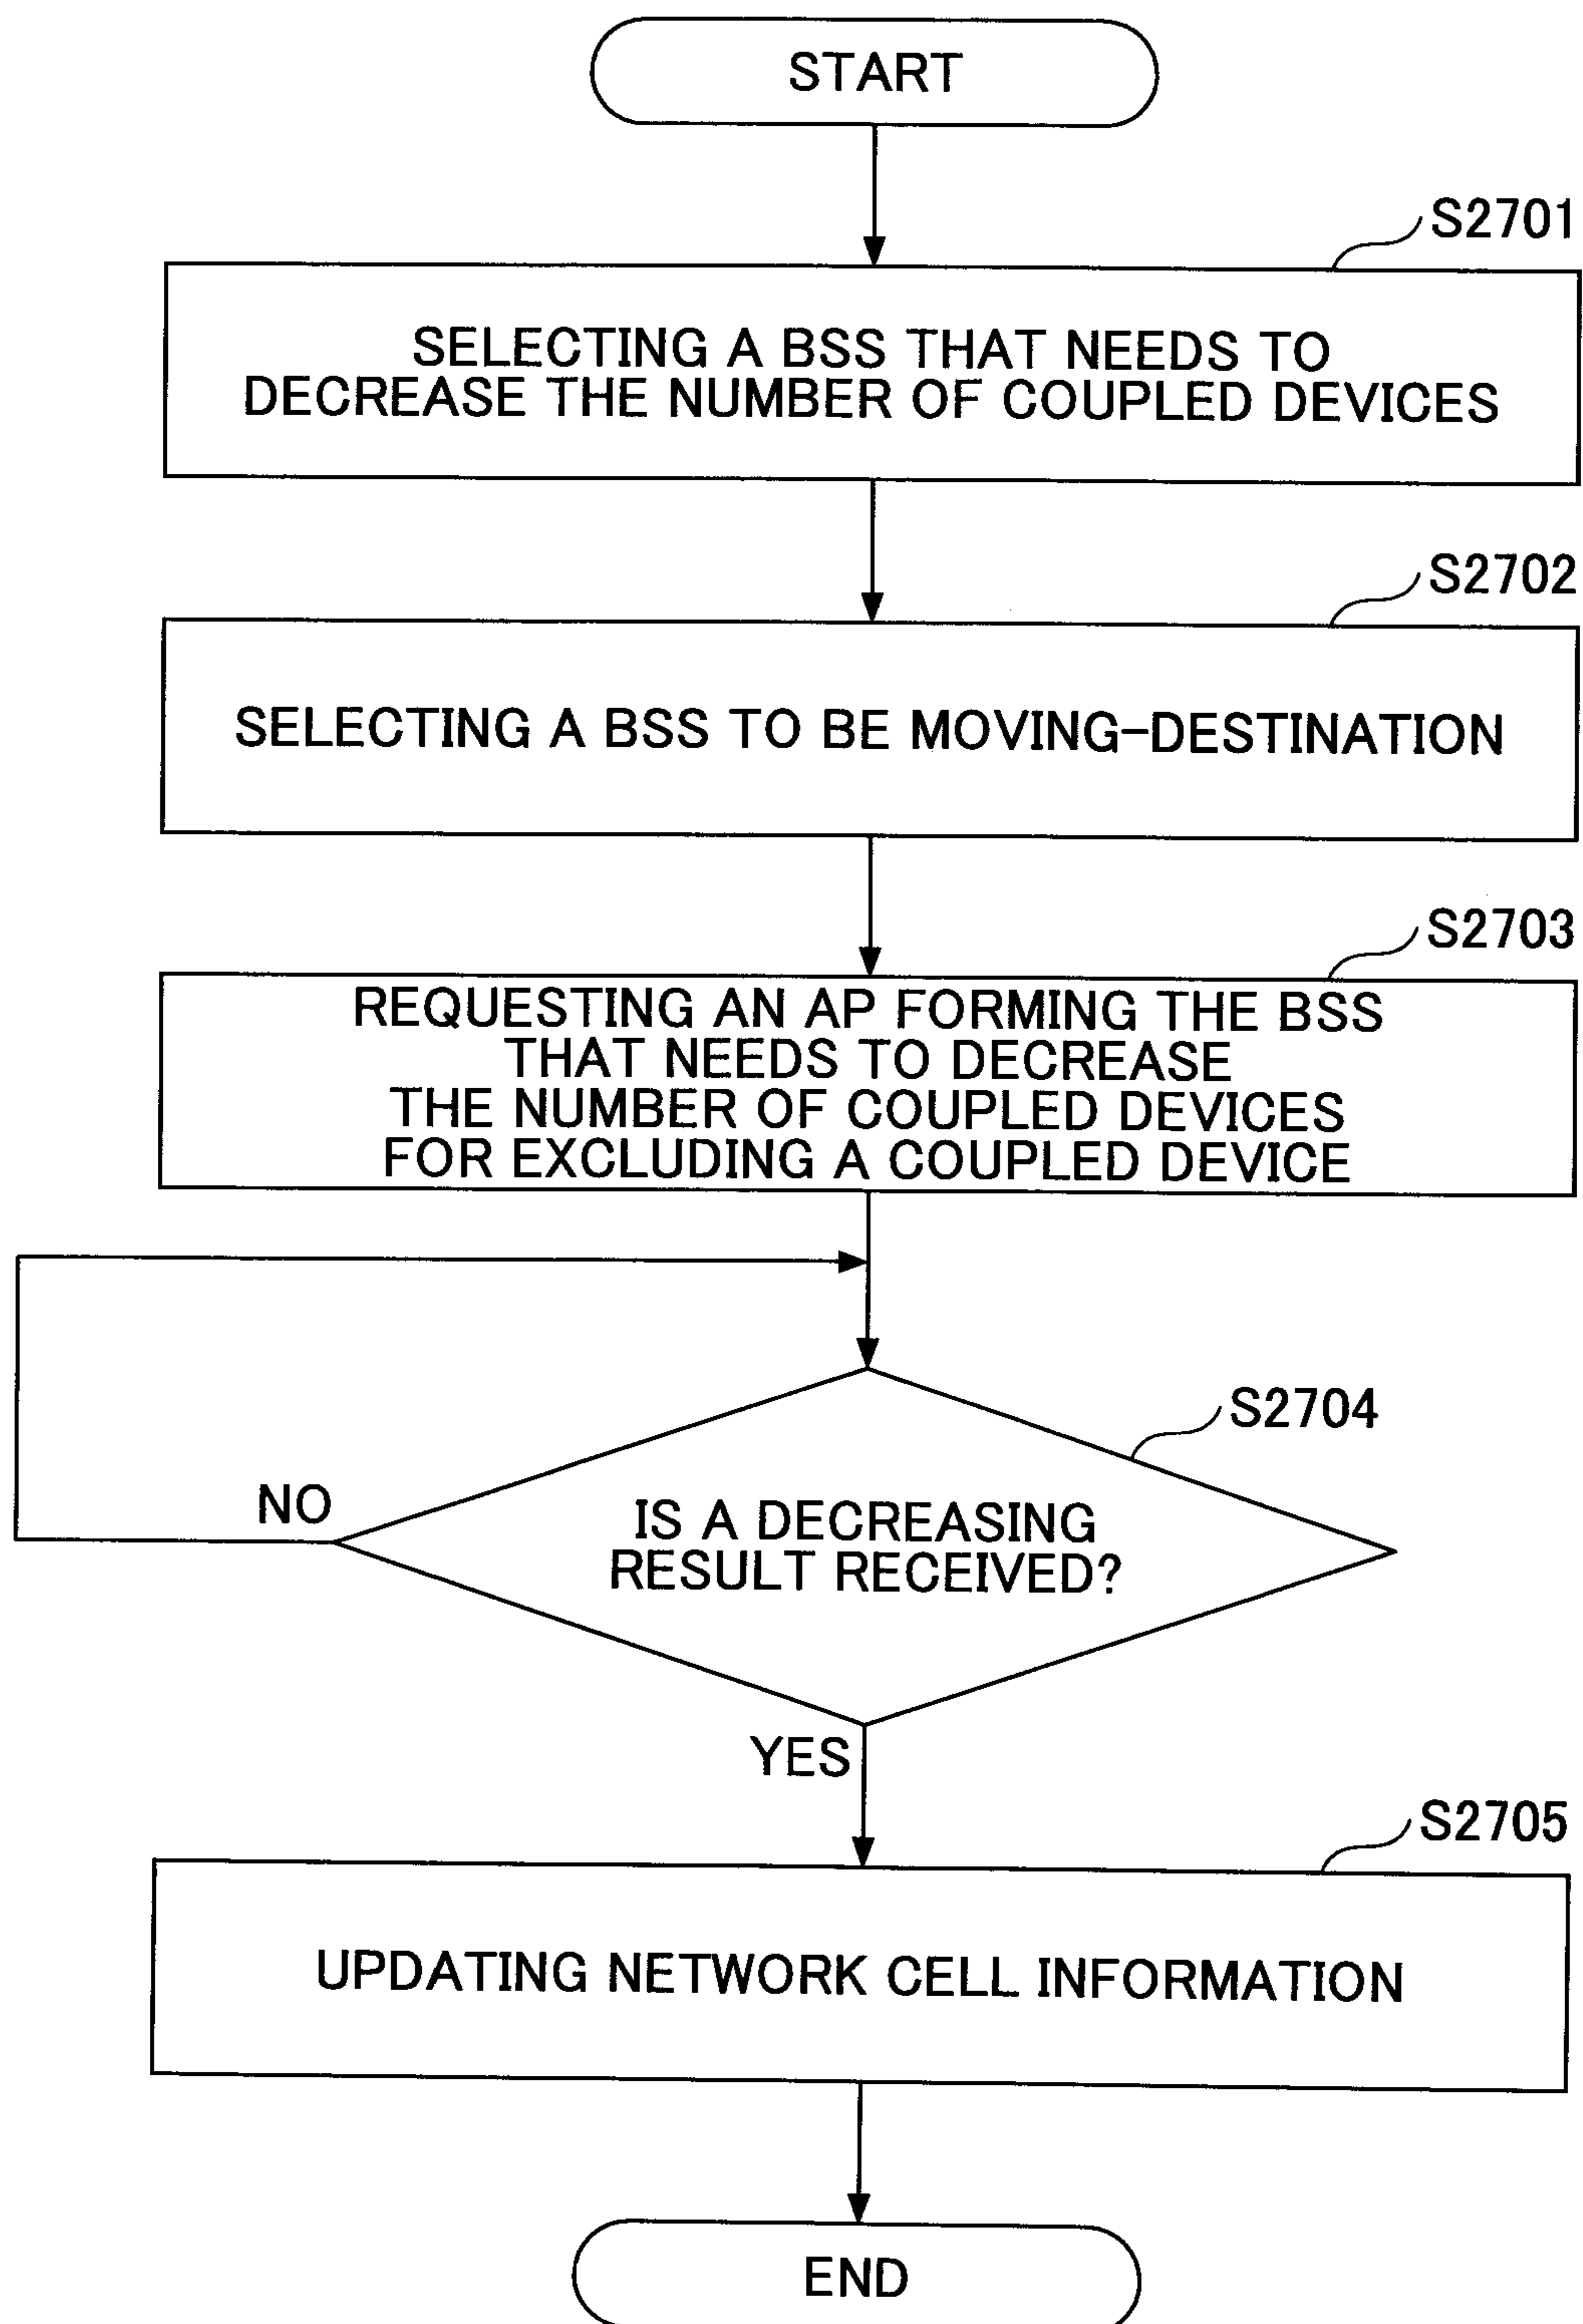 START
S2701
SELECTING A BSS THAT NEEDS TO
DECREASE THE NUMBER OF COUPLED DEVICES
S2702
SELECTING A BSS TO BE MOVING-DESTINATION
S2703
REQUESTING AN AP FORMING THE BSS
THAT NEEDS TO DECREASE
THE NUMBER OF COUPLED DEVICES
FOR EXCLUDING A COUPLED DEVICE
S2704
NO
IS A DECREASING
RESULT RECEIVED?
YES
S2705
UPDATING NETWORK CELL INFORMATION
END